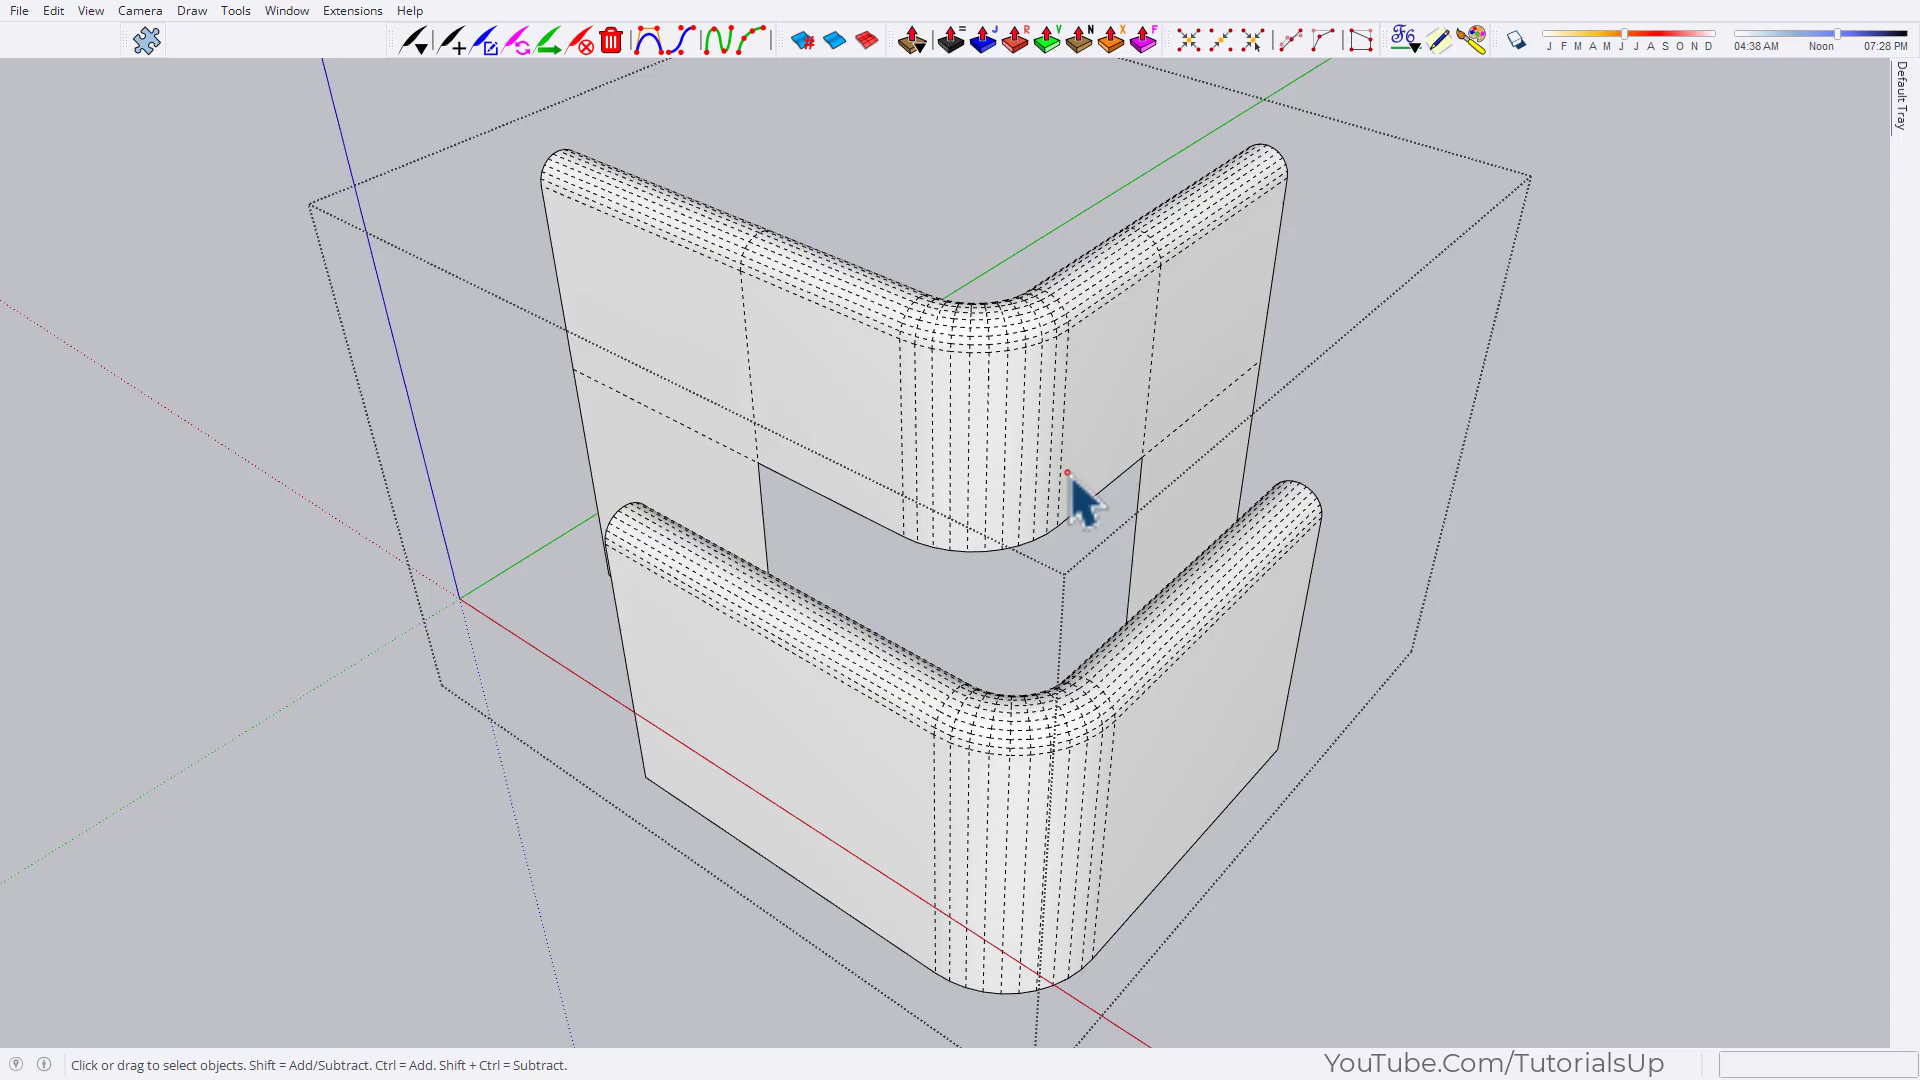 File Edit View Camera Draw Tools Window Extensions Help
= J R V N X F
J F M A M J J A S O N D
04:38 AM Noon 07:28 PM
Default Tray
Click or drag to select objects. Shift = Add/Subtract. Ctrl = Add. Shift + Ctrl = Subtract.
YouTube.Com/TutorialsUp